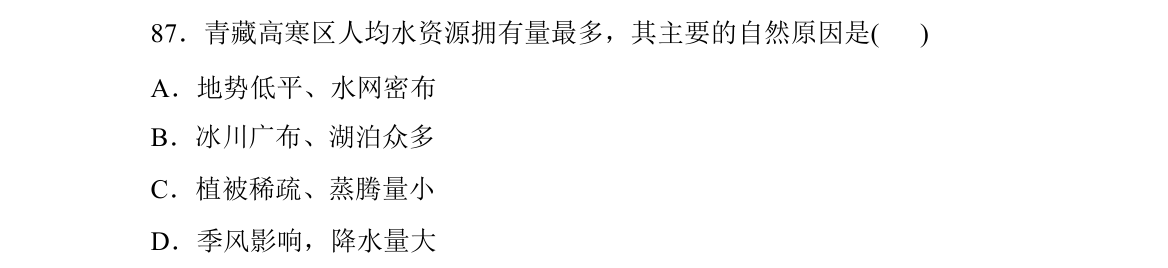 87．青藏高寒区人均水资源拥有量最多，其主要的自然原因是(　)
A．地势低平、水网密布
B．冰川广布、湖泊众多
C．植被稀疏、蒸腾量小
D．季风影响，降水量大